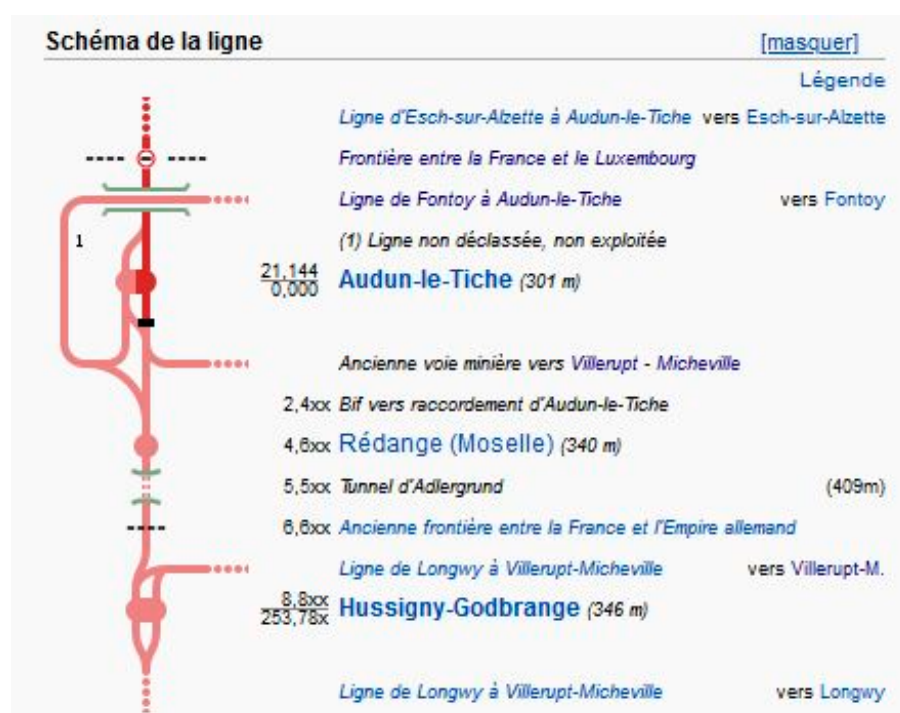 Schéma de la ligne [masquer]
Légende
Ligne d'Esch-sur-Alzette à Audun-le-Tiche vers Esch-sur-Alzette
Frontière entre la France et le Luxembourg
Ligne de Fontoy à Audun-le-Tiche vers Fontoy
1 (1) Ligne non déclassée, non exploitée
21,144
0,000 Audun-le-Tiche (301 m)
Ancienne voie minière vers Villerupt - Micheville
2,4xx Bif vers raccordement d'Audun-le-Tiche
4,6xx Rédange (Moselle) (340 m)
5,5xx Tunnel d'Adlergrund (409m)
6,6xx Ancienne frontière entre la France et l'Empire allemand
Ligne de Longwy à Villerupt-Micheville vers Villerupt-M.
8,8xx
253,78x Hussigny-Godbrange (346 m)
Ligne de Longwy à Villerupt-Micheville vers Longwy